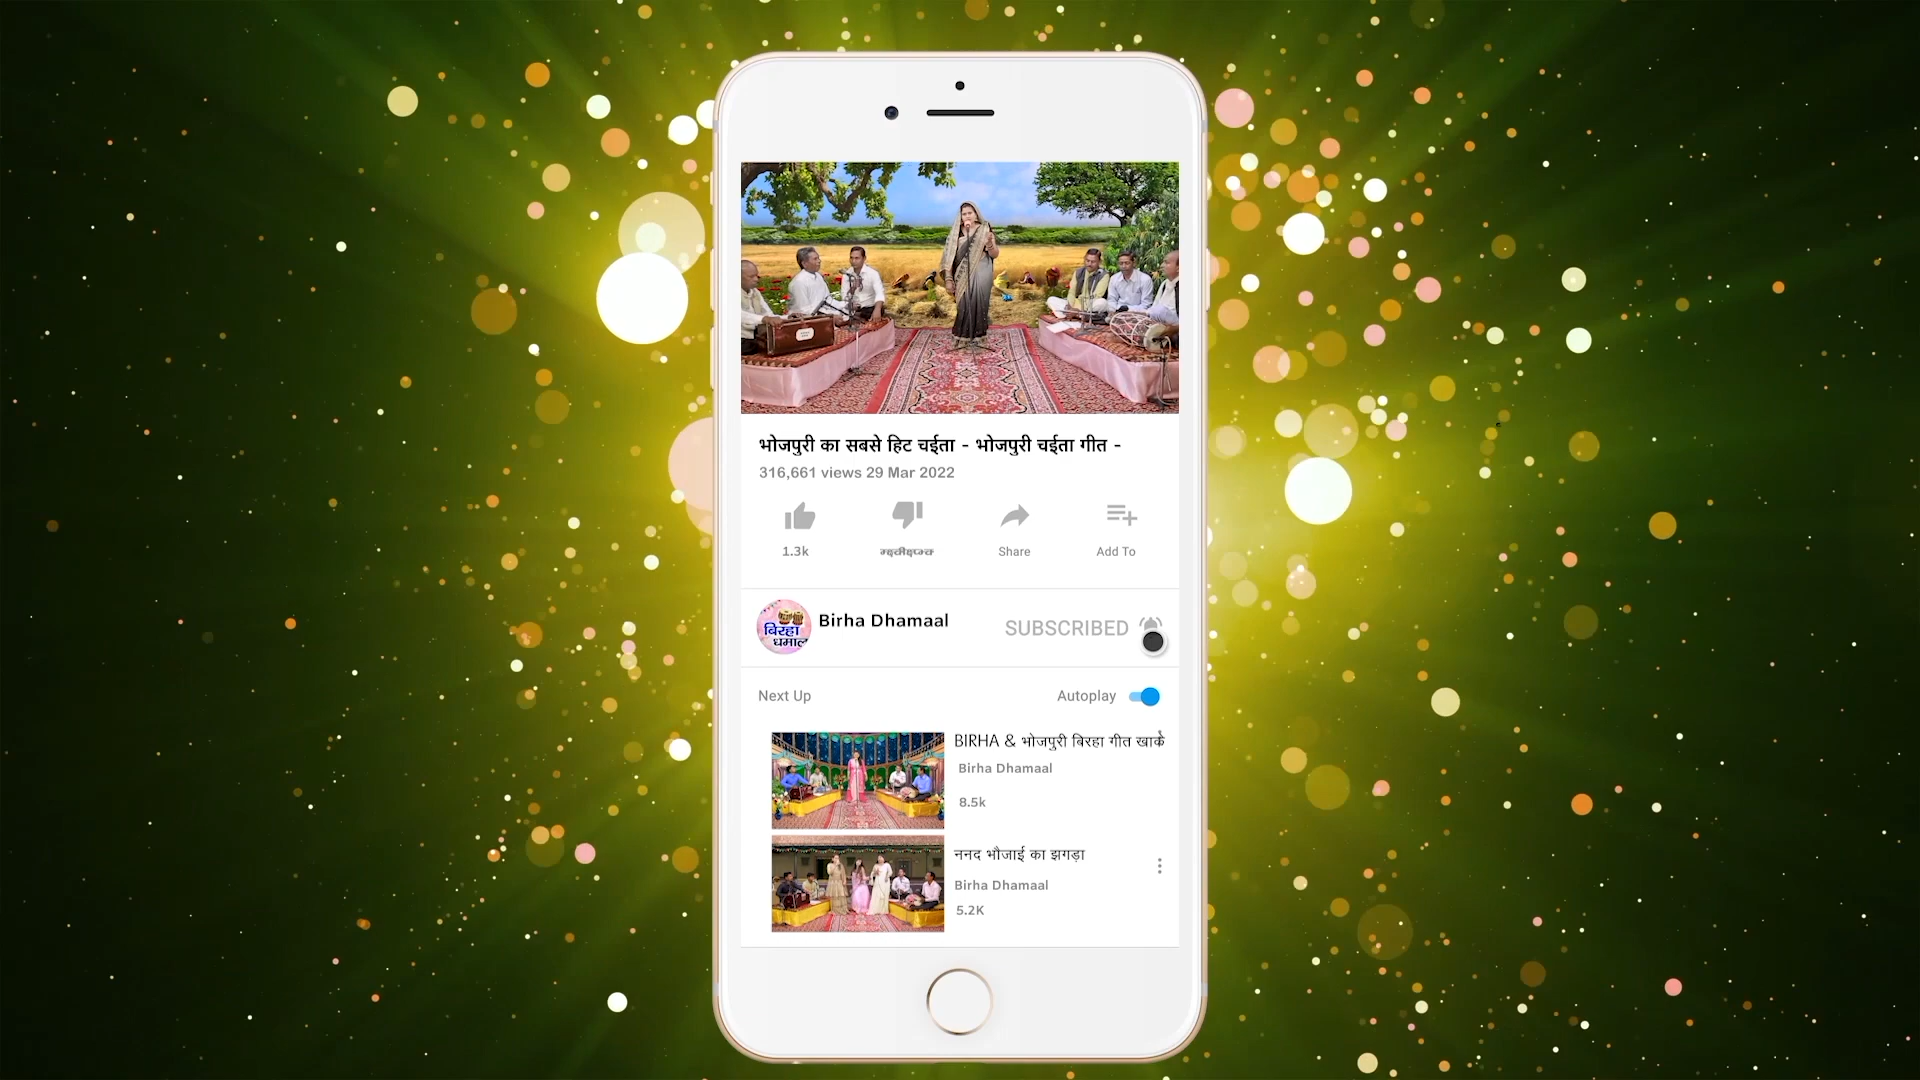 भोजपुरी का सबसे हिट चईता - भोजपुरी चईता गीत -
316,661 views 29 Mar 2022
1.3k
Share
Add To
बिरहा
धमाल
Birha Dhamaal
SUBSCRIBED
Next Up
Autoplay
BIRHA & भोजपुरी बिरहा गीत खाके
Birha Dhamaal
8.5k
ननद भौजाई का झगड़ा
Birha Dhamaal
5.2K